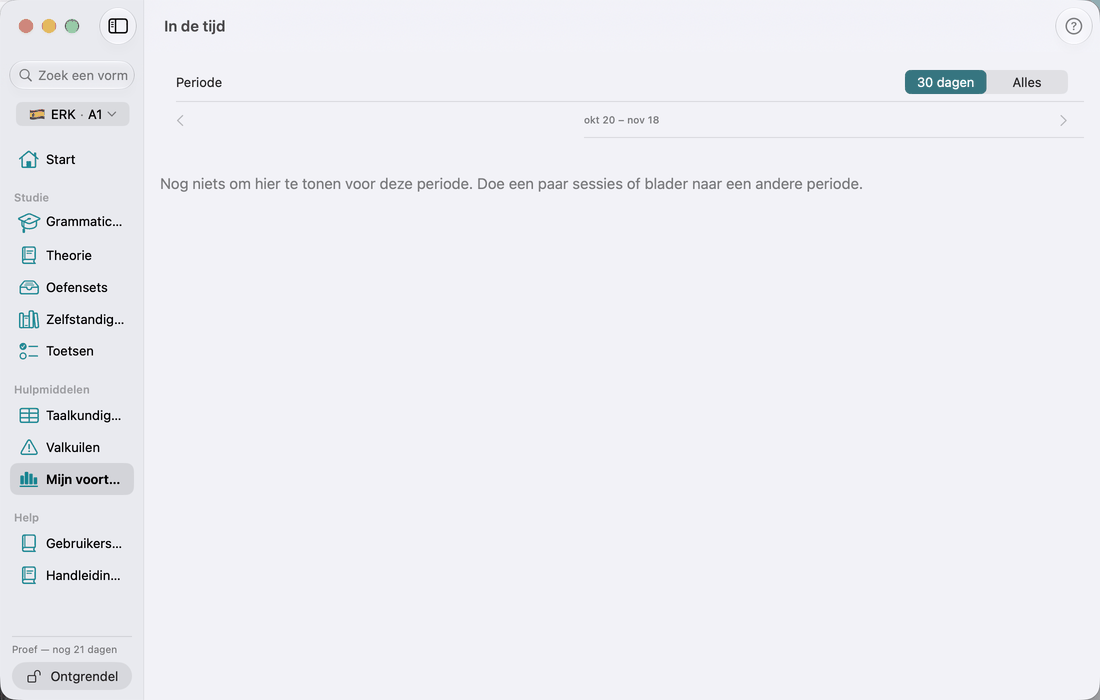 In de tijd
Zoek een vorm
ERK · A1
Start
Studie
Grammatic...
Theorie
Oefensets
Zelfstandig...
Toetsen
Hulpmiddelen
Taalkundig...
Valkuilen
Mijn voort...
Help
Gebruikers...
Handleidin...
Proef — nog 21 dagen
Ontgrendel
Periode
30 dagen
Alles
okt 20 – nov 18
Nog niets om hier te tonen voor deze periode. Doe een paar sessies of blader naar een andere periode.